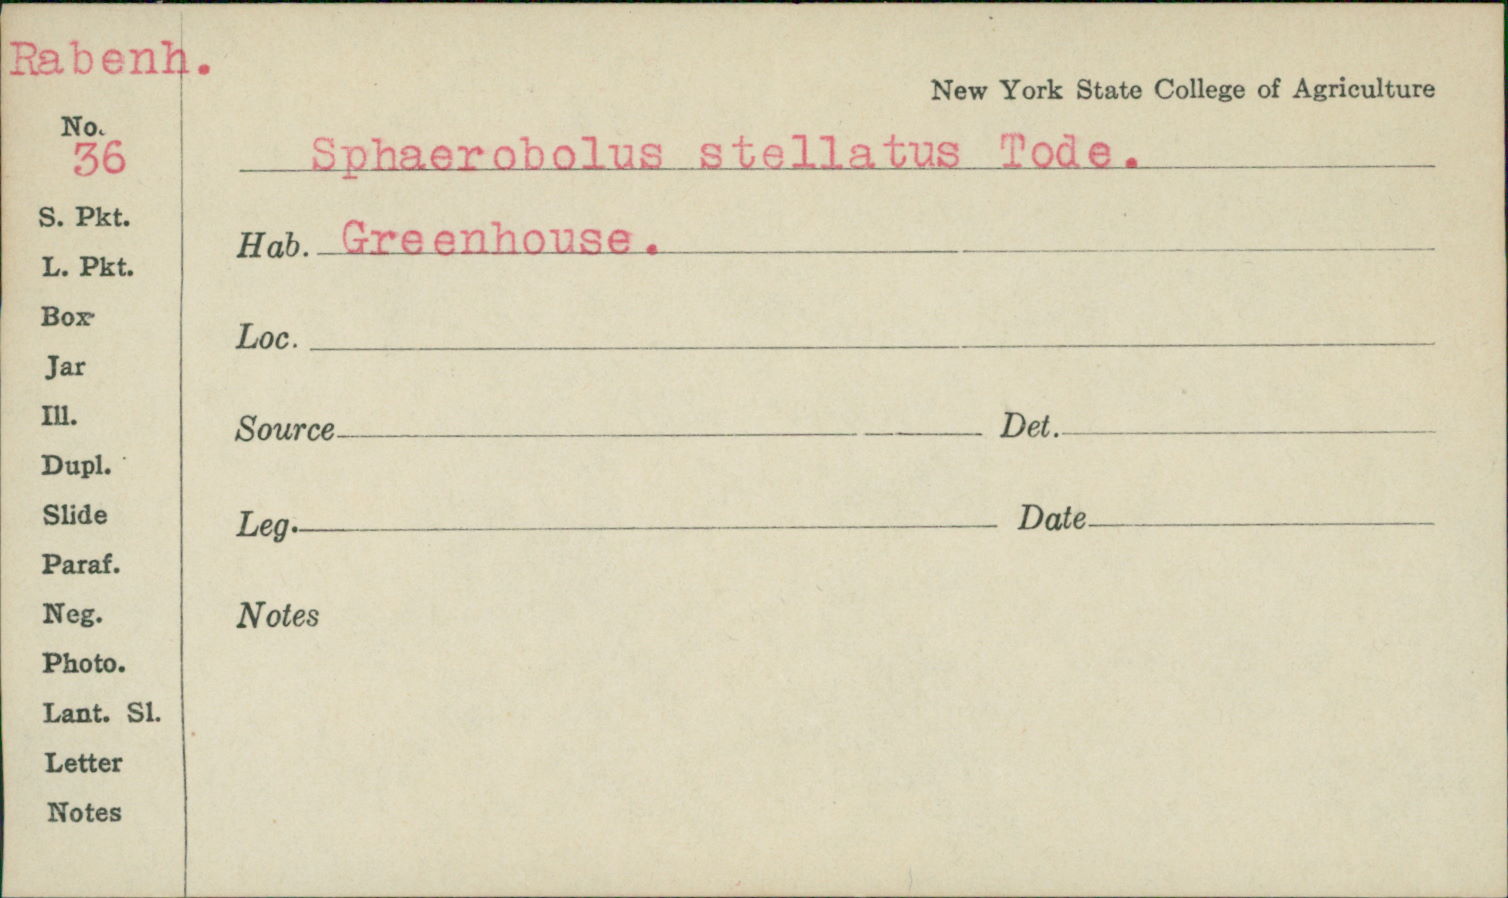 Rabenh.
New York State College of Agriculture
No.
36
Sphaerobolus stellatus Tode.
S. Pkt.
Hab. Greenhouse.
L. Pkt.
Box
Loc.
Jar
Ill.
Source Det.
Dupl.
Slide
Leg. Date
Paraf.
Neg.
Notes
Photo.
Lant. Sl.
Letter
Notes